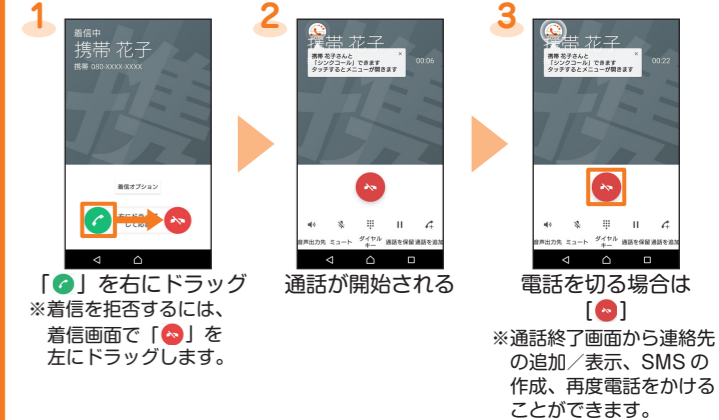 1
着信中
携帯 花子
携帯 080-XXXX-XXXX
着信オプション
「」を右にドラッグ
※着信を拒否するには、
着信画面で「」を
左にドラッグします。
2
携帯 花子
携帯 花子さんと
「シンクコール」できます
タッチするとメニューが開きます
×
00:06
音声出力先 ミュート ダイヤル
キー 通話を保留 通話を追加
通話が開始される
3
携帯 花子
携帯 花子さんと
「シンクコール」できます
タッチするとメニューが開きます
×
00:22
音声出力先 ミュート ダイヤル
キー 通話を保留 通話を追加
電話を切る場合は
[ ]
※通話終了画面から連絡先
の追加／表示、SMSの
作成、再度電話をかける
ことができます。